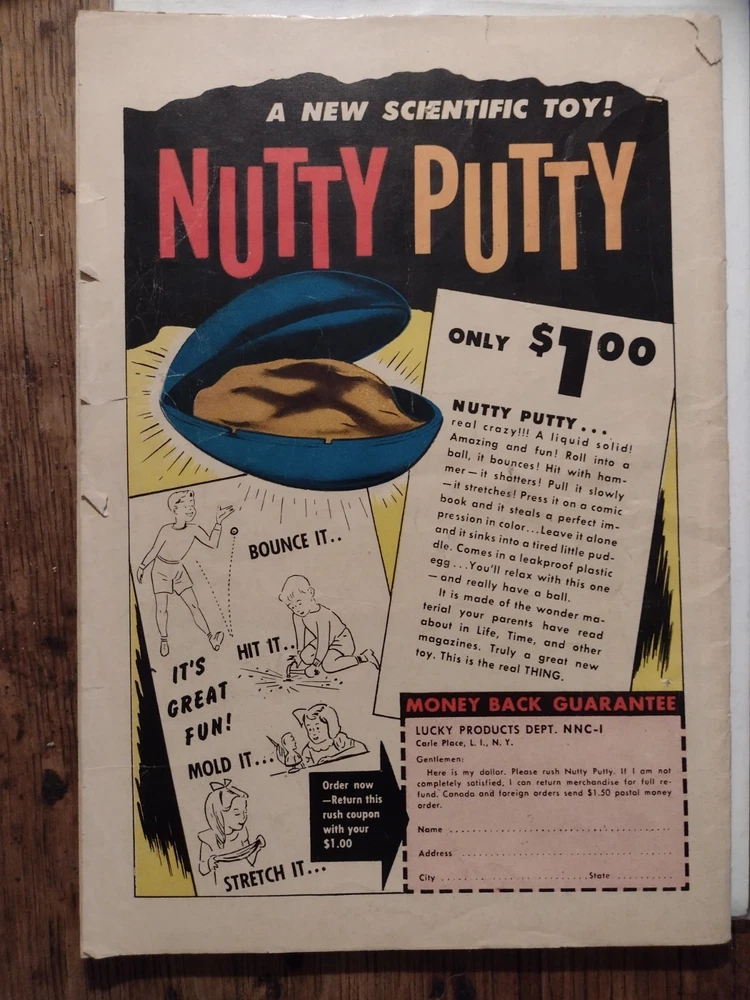 A NEW SCIENTIFIC TOY!
NUTTY PUTTY
ONLY $1.00
NUTTY PUTTY...
real crazy!!! A liquid solid!
Amazing and fun! Roll into a
ball, it bounces! Hit with ham-
mer — it shatters! Pull it slowly
— it stretches! Press it on a comic
book and it steals a perfect im-
pression in color...Leave it alone
and it sinks into a tired little pud-
dle. Comes in a leakproof plastic
egg ...You'll relax with this one
— and really have a ball.
It is made of the wonder ma-
terial your parents have read
about in Life, Time, and other
magazines. Truly a great new
toy. This is the real THING.
BOUNCE IT..
HIT IT..
IT'S
GREAT
FUN!
MOLD IT...
STRETCH IT...
Order now
—Return this
rush coupon
with your
$1.00
MONEY BACK GUARANTEE
LUCKY PRODUCTS DEPT. NNC-1
Carle Place, L. I., N. Y.
Gentlemen:
Here is my dollar. Please rush Nutty Putty. If I am not
completely satisfied, I can return merchandise for full re-
fund. Canada and foreign orders send $1.50 postal money
order.
Name
Address
City State